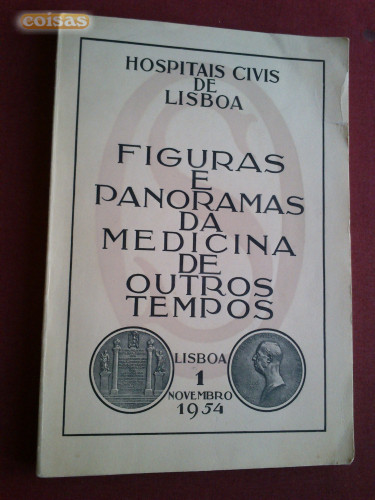 coisas
HOSPITAIS CIVIS
DE
LISBOA
FIGURAS
E
PANORAMAS
DA
MEDICINA
DE
OUTROS
TEMPOS
LISBOA
1
NOVEMBRO
1954